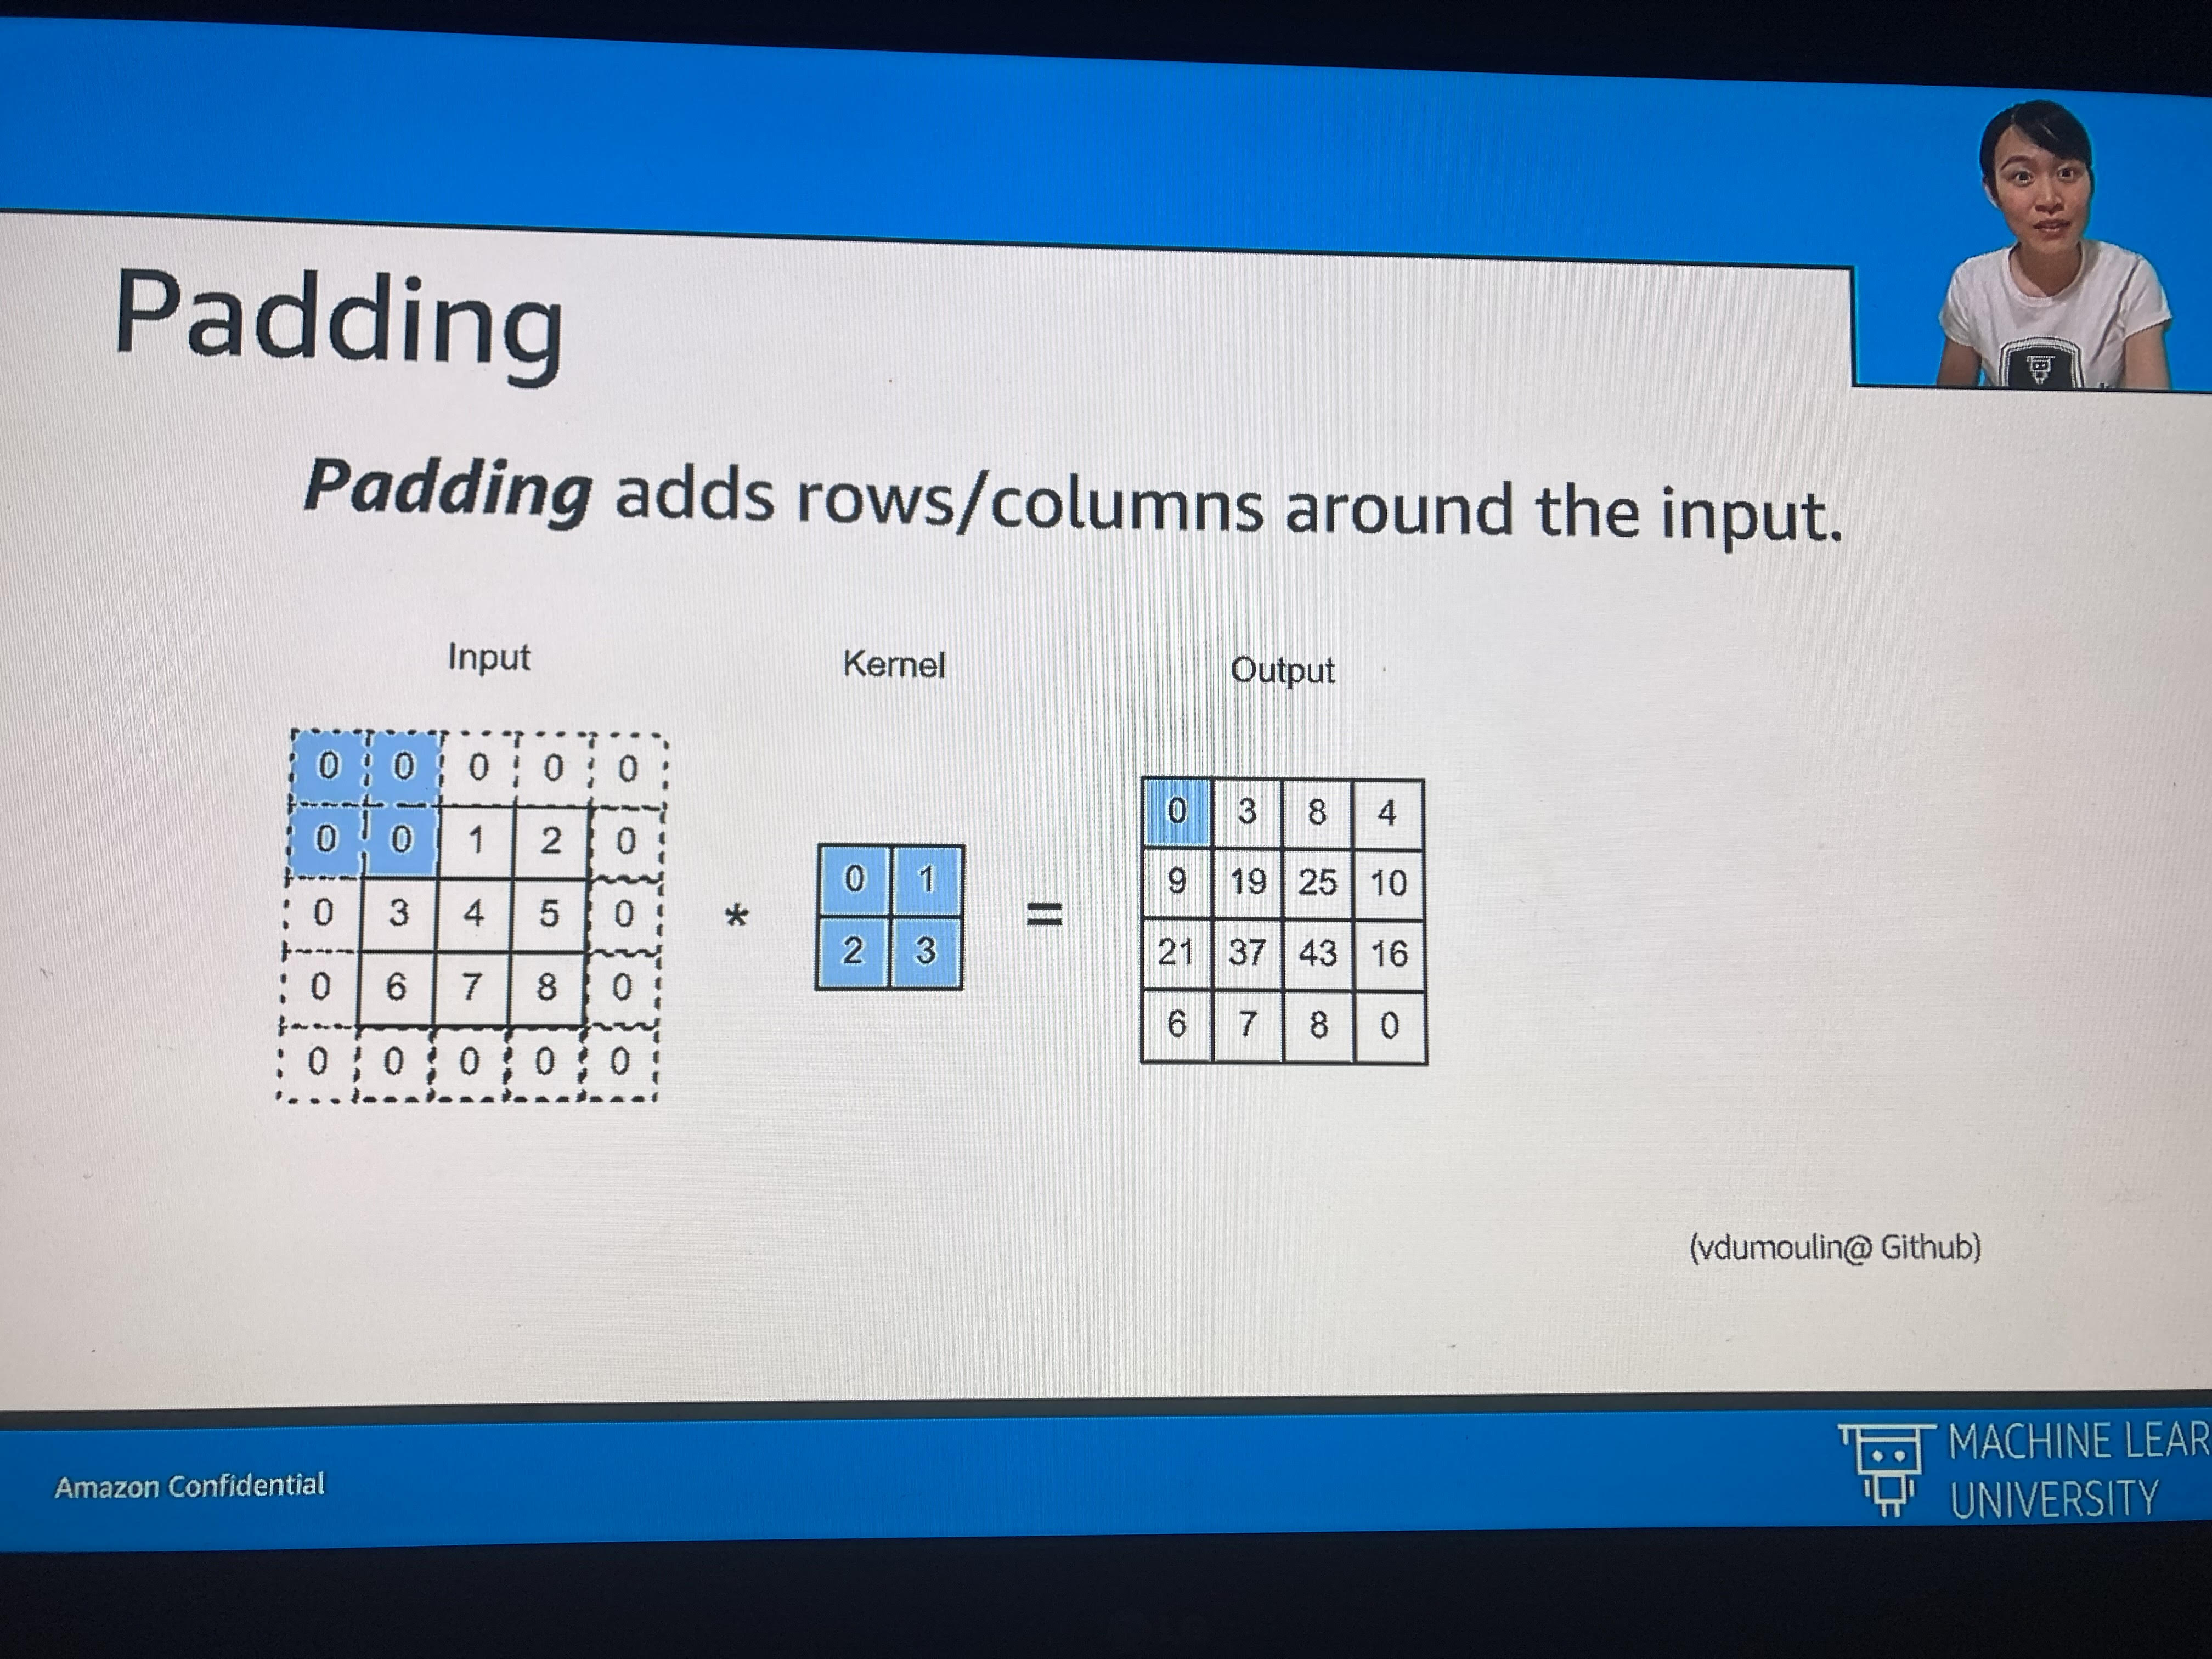 Padding
Padding adds rows/columns around the input.
Input Kernel Output
0 0 0 0 0
0 0 1 2 0
0 3 4 5 0
0 6 7 8 0
0 0 0 0 0
*
0 1
2 3
=
0 3 8 4
9 19 25 10
21 37 43 16
6 7 8 0
(vdumoulin@ Github)
Amazon Confidential
MACHINE LEAR
UNIVERSITY